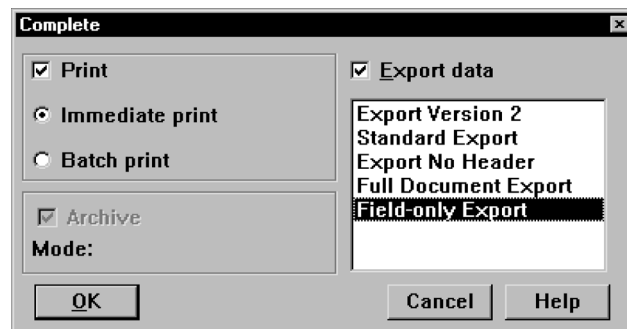 Complete
Print
Immediate print
Batch print
Archive
Mode:
Export data
Export Version 2
Standard Export
Export No Header
Full Document Export
Field-only Export
OK
Cancel
Help